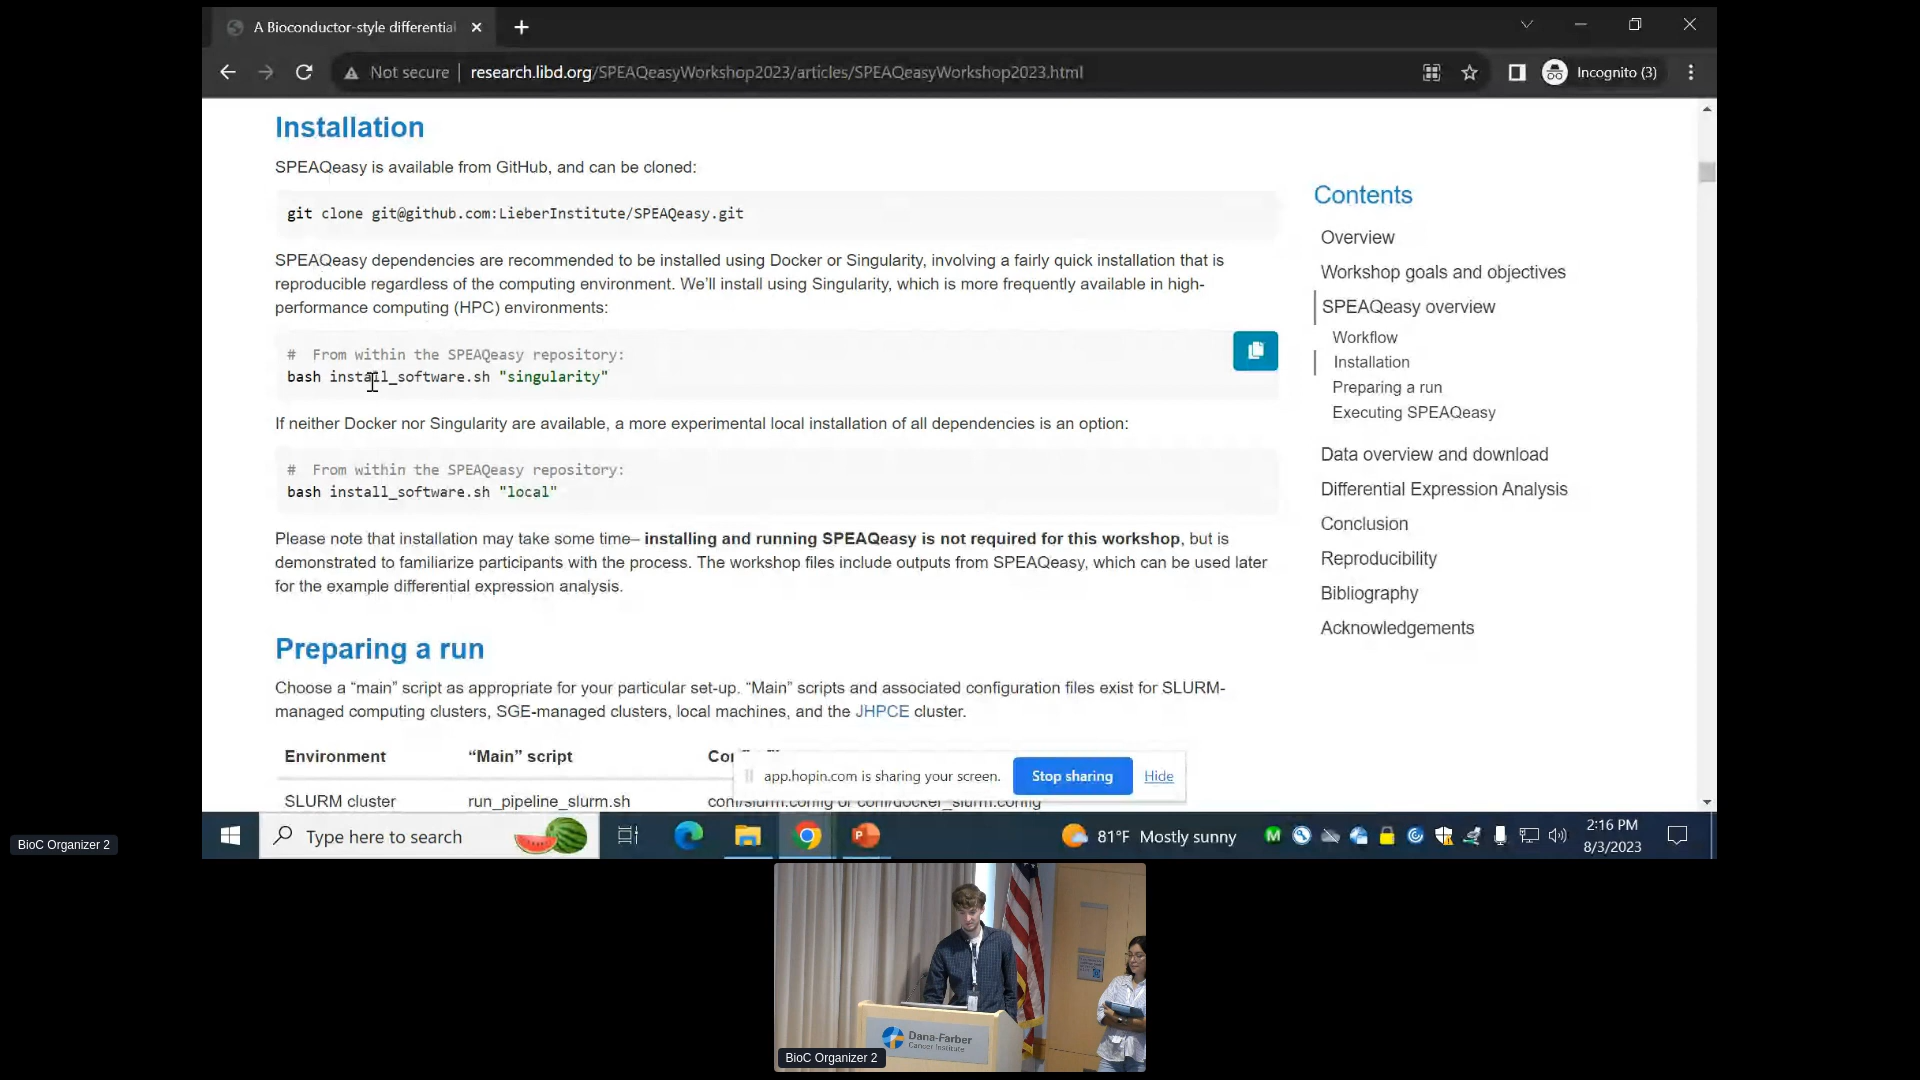 A Bioconductor-style differential
Not secure
research.libd.org/SPEAQeasyWorkshop2023/articles/SPEAQeasyWorkshop2023.html
Incognito (3)
Installation
SPEAQeasy is available from GitHub, and can be cloned:
git clone git@github.com:LieberInstitute/SPEAQeasy.git
SPEAQeasy dependencies are recommended to be installed using Docker or Singularity, involving a fairly quick installation that is
reproducible regardless of the computing environment. We'll install using Singularity, which is more frequently available in high-
performance computing (HPC) environments:
# From within the SPEAQeasy repository:
bash install_software.sh "singularity"
If neither Docker nor Singularity are available, a more experimental local installation of all dependencies is an option:
# From within the SPEAQeasy repository:
bash install_software.sh "local"
Please note that installation may take some time– installing and running SPEAQeasy is not required for this workshop, but is
demonstrated to familiarize participants with the process. The workshop files include outputs from SPEAQeasy, which can be used later
for the example differential expression analysis.
Preparing a run
Choose a “main” script as appropriate for your particular set-up. “Main” scripts and associated configuration files exist for SLURM-
managed computing clusters, SGE-managed clusters, local machines, and the JHPCE cluster.
Environment “Main” script
SLURM cluster run_pipeline_slurm.sh conf/slurm.config or conf/docker_slurm.config
Contents
Overview
Workshop goals and objectives
SPEAQeasy overview
Workflow
Installation
Preparing a run
Executing SPEAQeasy
Data overview and download
Differential Expression Analysis
Conclusion
Reproducibility
Bibliography
Acknowledgements
app.hopin.com is sharing your screen.
Stop sharing
Hide
Type here to search
81°F Mostly sunny
2:16 PM
8/3/2023
BioC Organizer 2
Dana-Farber
Cancer Institute
BioC Organizer 2